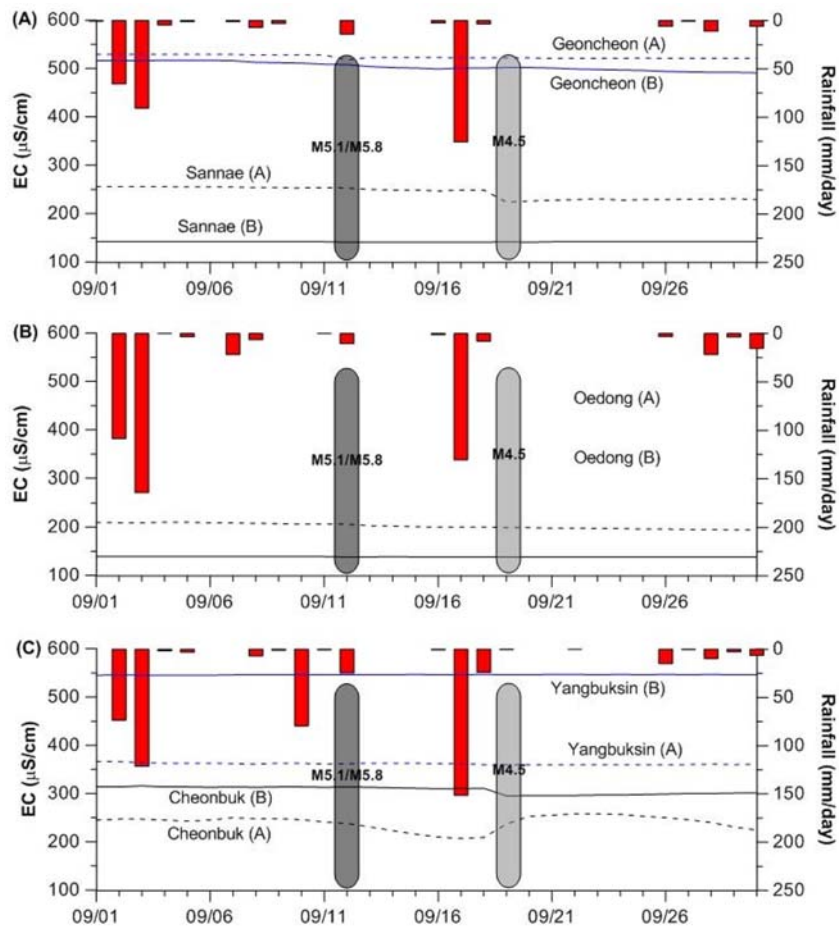 (A)
600
500
400
300
200
100
EC (µS/cm)
0
50
100
150
200
250
Rainfall (mm/day)
Geoncheon (A)
Geoncheon (B)
M5.1/M5.8
M4.5
Sannae (A)
Sannae (B)
09/01 09/06 09/11 09/16 09/21 09/26
(B)
600
500
400
300
200
100
EC (µS/cm)
0
50
100
150
200
250
Rainfall (mm/day)
Oedong (A)
M5.1/M5.8
M4.5
Oedong (B)
09/01 09/06 09/11 09/16 09/21 09/26
(C)
600
500
400
300
200
100
EC (µS/cm)
0
50
100
150
200
250
Rainfall (mm/day)
Yangbuksin (B)
Yangbuksin (A)
M5.1/M5.8
M4.5
Cheonbuk (B)
Cheonbuk (A)
09/01 09/06 09/11 09/16 09/21 09/26